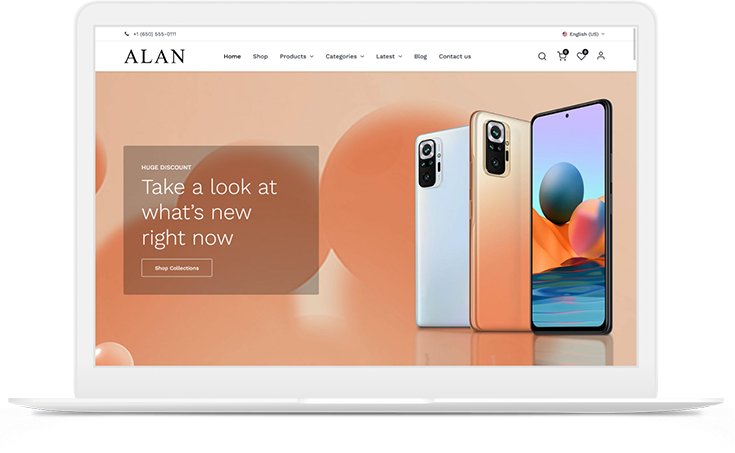 +1 (650) 555-0111
English (US)
ALAN
Home Shop Products Categories Latest Blog Contact us
0 0
HUGE DISCOUNT
Take a look at
what's new
right now
Shop Collections